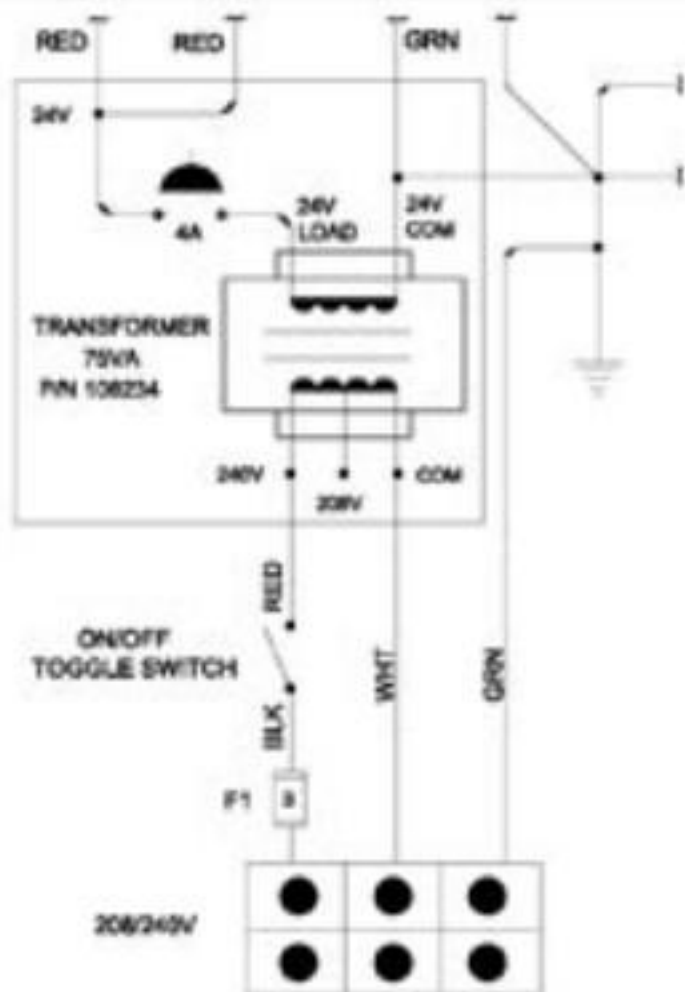 RED
RED
GRN
24V
24V
LOAD
24V
COM
4A
TRANSFORMER
75VA
P/N 106234
240V
COM
208V
RED
ON/OFF
TOGGLE SWITCH
WHT
GRN
BLK
F1
208/240V